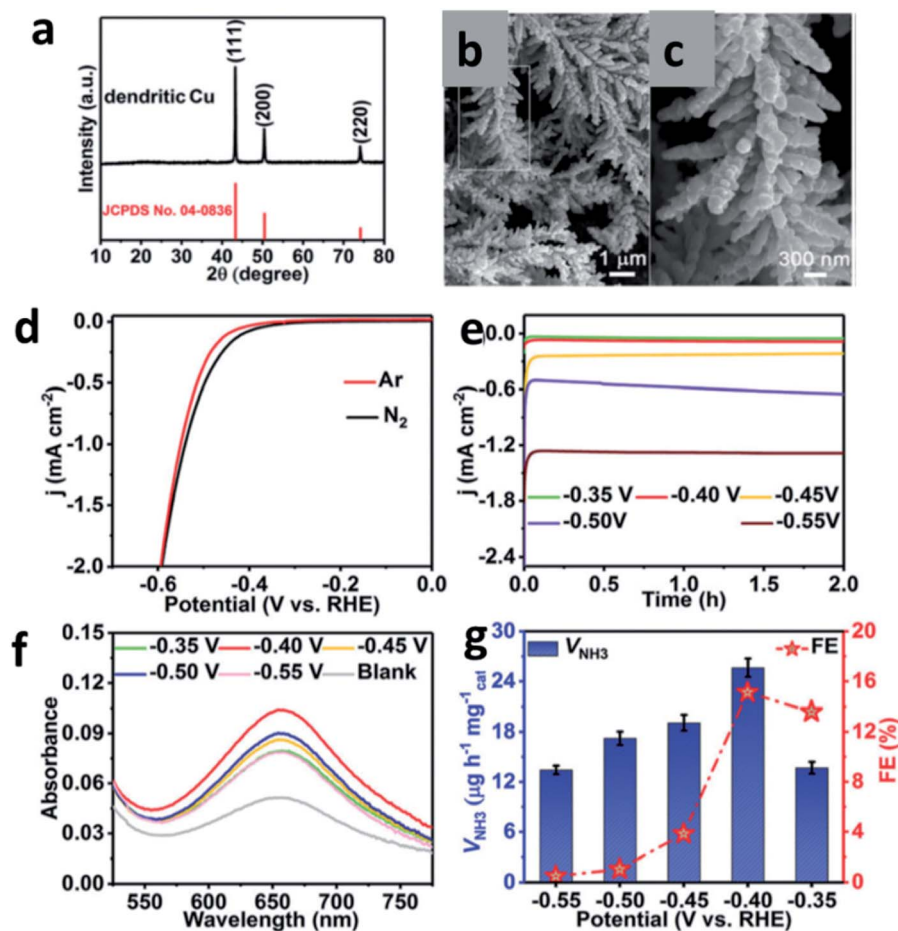 a
Intensity (a.u.)
dendritic Cu
(111)
(200)
(220)
JCPDS No. 04-0836
10 20 30 40 50 60 70 80
2θ (degree)
b
1 μm
c
300 nm
d
j (mA cm-2)
0.0
-0.5
-1.0
-1.5
-2.0
Ar
N2
-0.6 -0.4 -0.2 0.0
Potential (V vs. RHE)
e
j (mA cm-2)
0.0
-0.6
-1.2
-1.8
-2.4
-0.35 V -0.40 V -0.45V
-0.50V -0.55V
0.0 0.5 1.0 1.5 2.0
Time (h)
f
Absorbance
0.15
0.12
0.09
0.06
0.03
0.00
-0.35 V -0.40 V -0.45 V
-0.50 V -0.55 V Blank
550 600 650 700 750
Wavelength (nm)
g
VNH3 (μg h-1 mg-1cat)
30
24
18
12
6
0
VNH3 FE
20
16
12
8
4
0
FE (%)
-0.55 -0.50 -0.45 -0.40 -0.35
Potential (V vs. RHE)